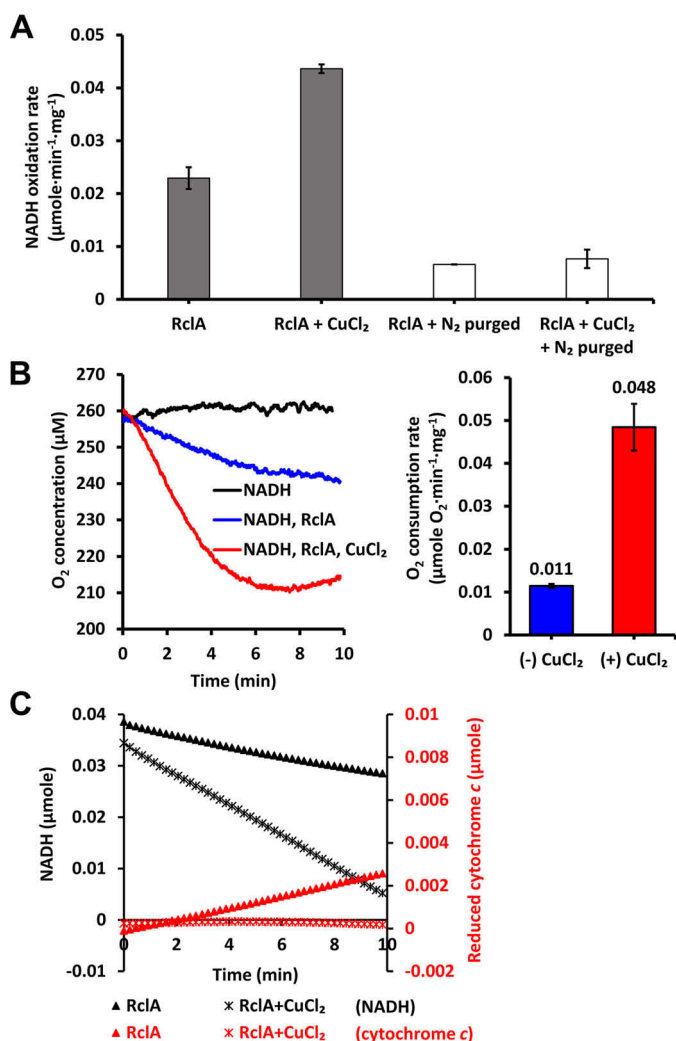 A
NADH oxidation rate
(µmole·min⁻¹·mg⁻¹)
0.05
0.04
0.03
0.02
0.01
0
RclA
RclA + CuCl₂
RclA + N₂ purged
RclA + CuCl₂
+ N₂ purged
B
O₂ concentration (µM)
270
260
250
240
230
220
210
200
0 2 4 6 8 10
Time (min)
NADH
NADH, RclA
NADH, RclA, CuCl₂
O₂ consumption rate
(µmole O₂·min⁻¹·mg⁻¹)
0.06
0.05
0.04
0.03
0.02
0.01
0
0.011
0.048
(-) CuCl₂
(+) CuCl₂
C
NADH (µmole)
0.04
0.03
0.02
0.01
0
-0.01
0 2 4 6 8 10
Time (min)
0.01
0.008
0.006
0.004
0.002
0
-0.002
Reduced cytochrome c (µmole)
RclA RclA+CuCl₂ (NADH)
RclA RclA+CuCl₂ (cytochrome c)